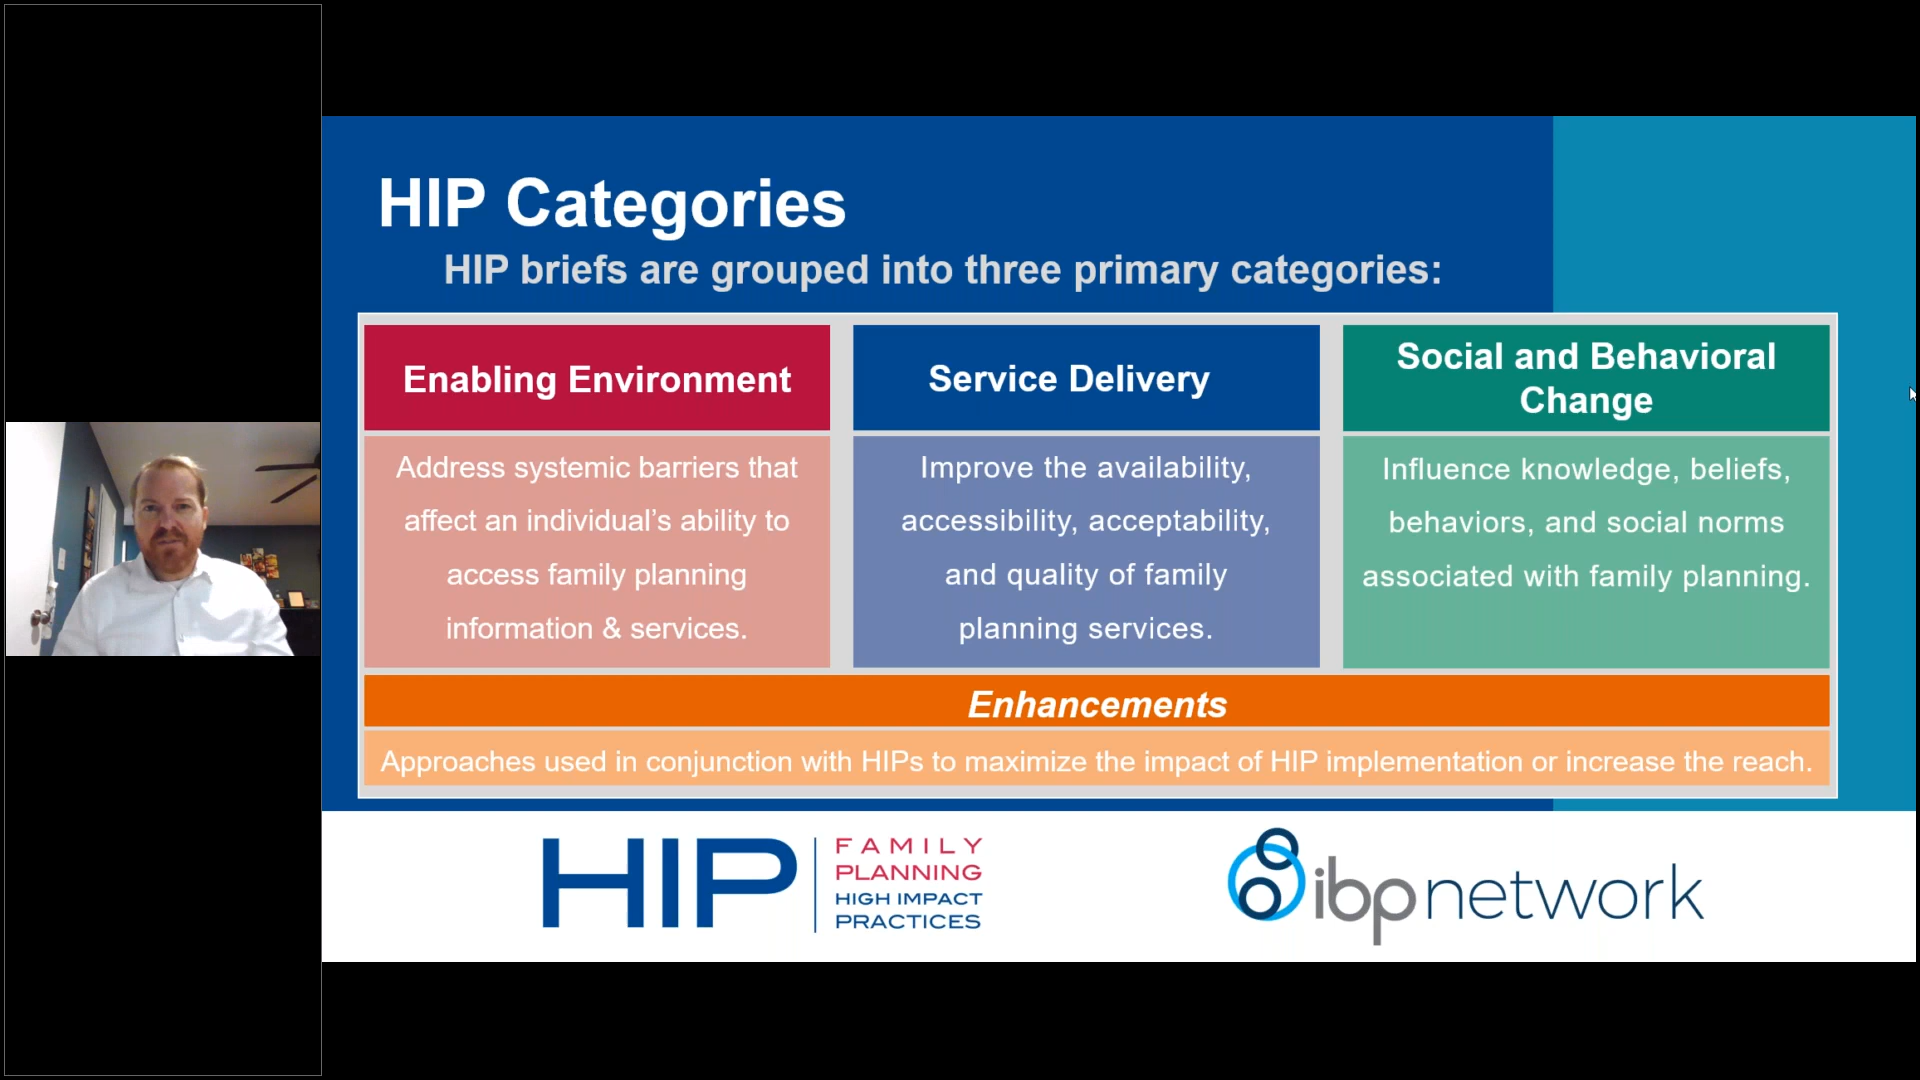 HIP Categories
HIP briefs are grouped into three primary categories:
Enabling Environment
Address systemic barriers that
affect an individual’s ability to
access family planning
information & services.
Service Delivery
Improve the availability,
accessibility, acceptability,
and quality of family
planning services.
Social and Behavioral
Change
Influence knowledge, beliefs,
behaviors, and social norms
associated with family planning.
Enhancements
Approaches used in conjunction with HIPs to maximize the impact of HIP implementation or increase the reach.
HIP
FAMILY
PLANNING
HIGH IMPACT
PRACTICES
ibpnetwork